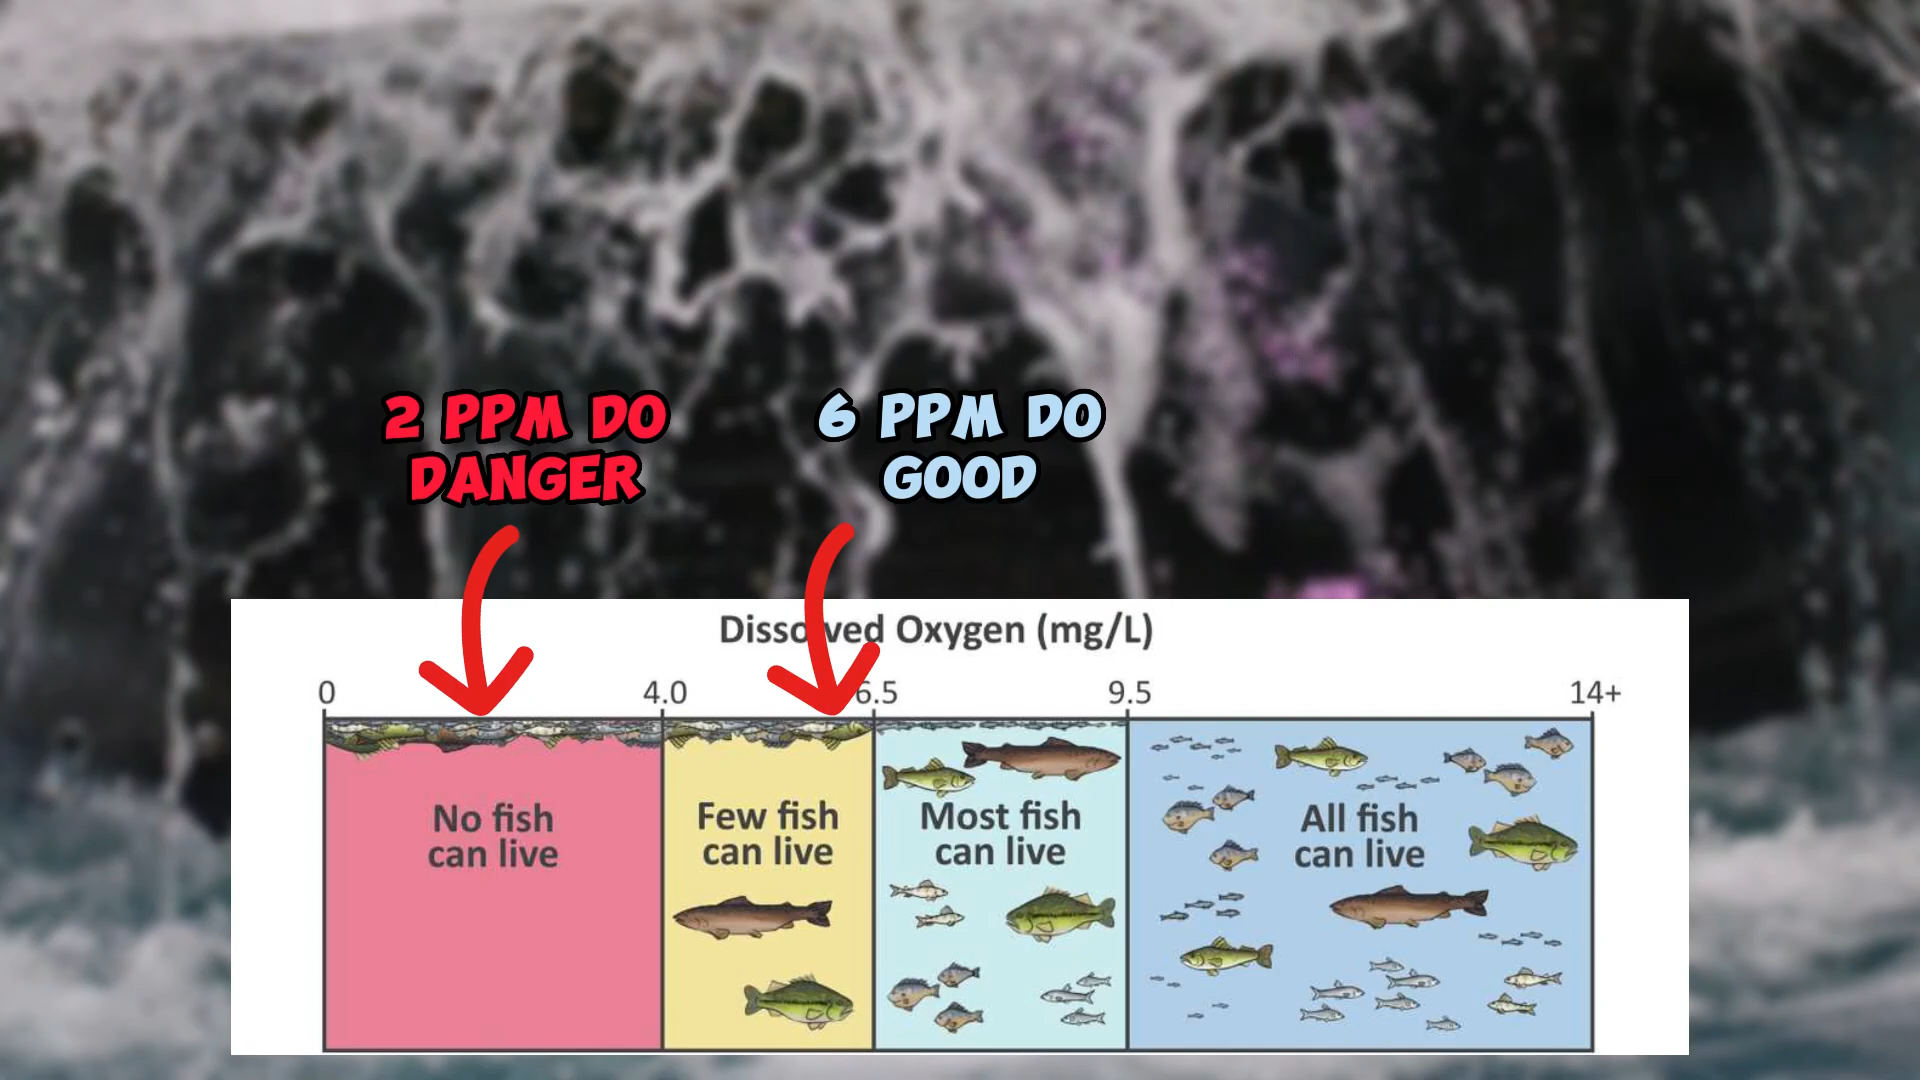 2 PPM DO
DANGER
6 PPM DO
GOOD
Dissolved Oxygen (mg/L)
0
4.0
6.5
9.5
14+
No fish
can live
Few fish
can live
Most fish
can live
All fish
can live